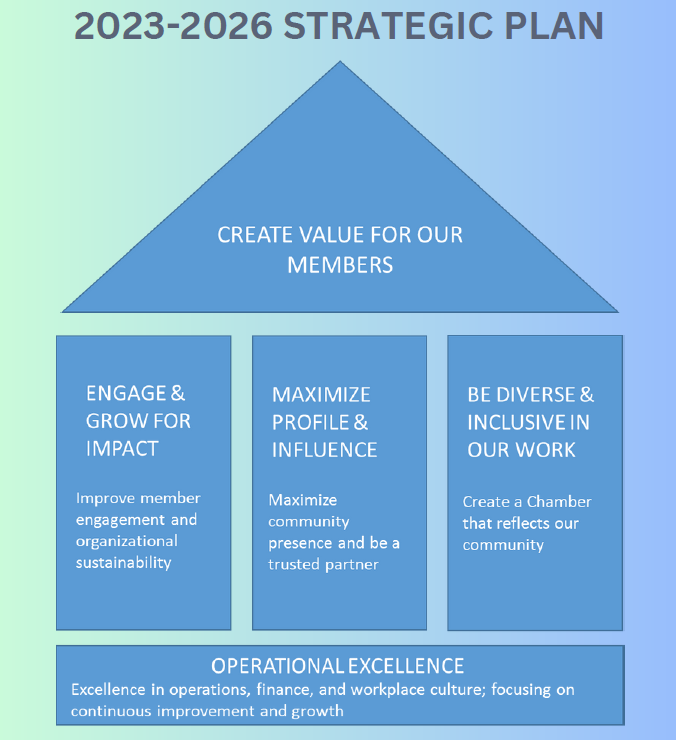 2023-2026 STRATEGIC PLAN
CREATE VALUE FOR OUR
MEMBERS
ENGAGE &
GROW FOR
IMPACT
Improve member
engagement and
organizational
sustainability
MAXIMIZE
PROFILE &
INFLUENCE
Maximize
community
presence and be a
trusted partner
BE DIVERSE &
INCLUSIVE IN
OUR WORK
Create a Chamber
that reflects our
community
OPERATIONAL EXCELLENCE
Excellence in operations, finance, and workplace culture; focusing on
continuous improvement and growth